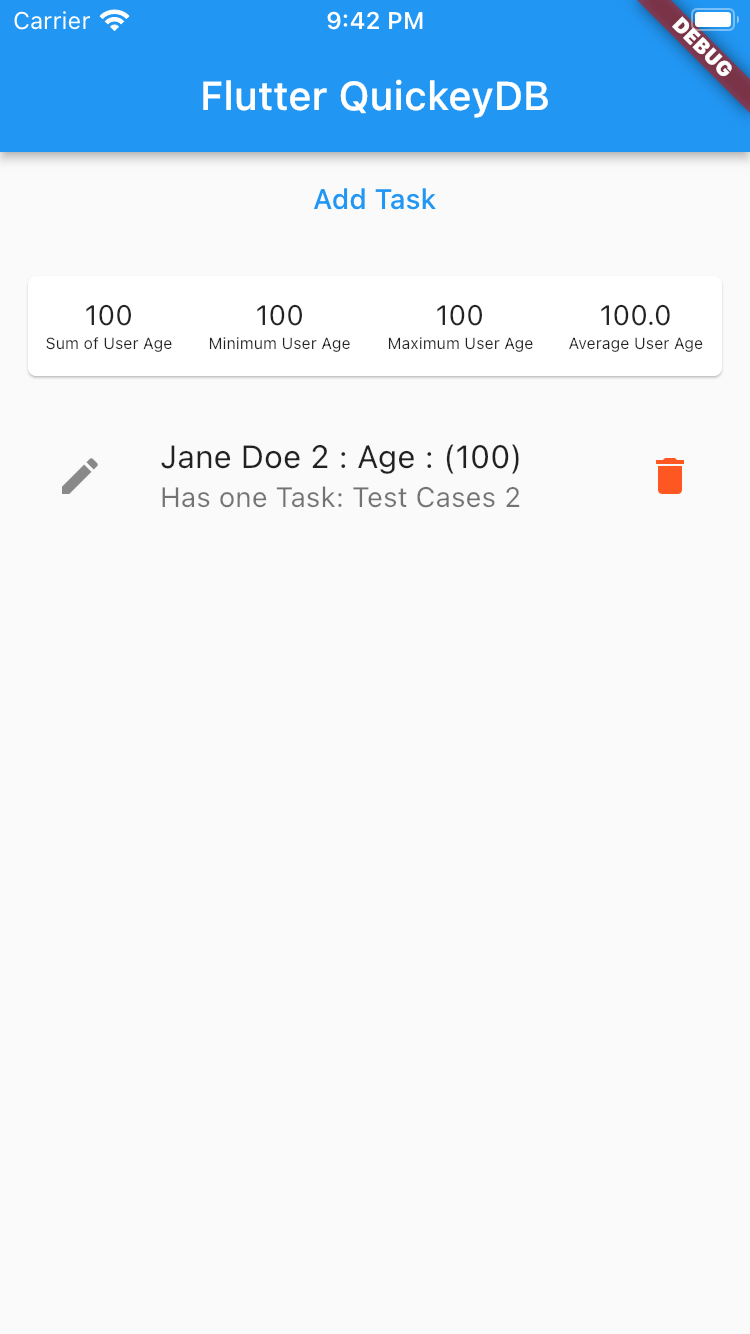 Carrier 9:42 PM
DEBUG
Flutter QuickeyDB
Add Task
100 100 100 100.0
Sum of User Age Minimum User Age Maximum User Age Average User Age
Jane Doe 2 : Age : (100)
Has one Task: Test Cases 2